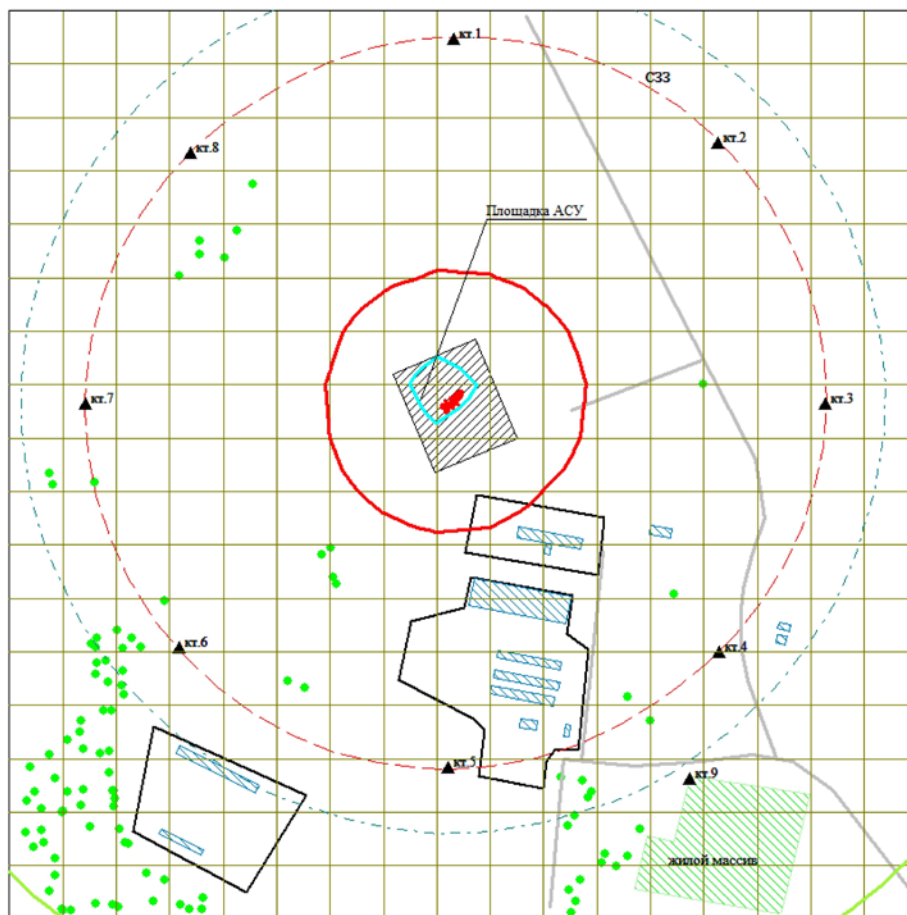 кт.1
СЗЗ
кт.2
кт.8
Площадка АСУ
кт.7
кт.3
кт.6
кт.4
кт.5
кт.9
жилой массив